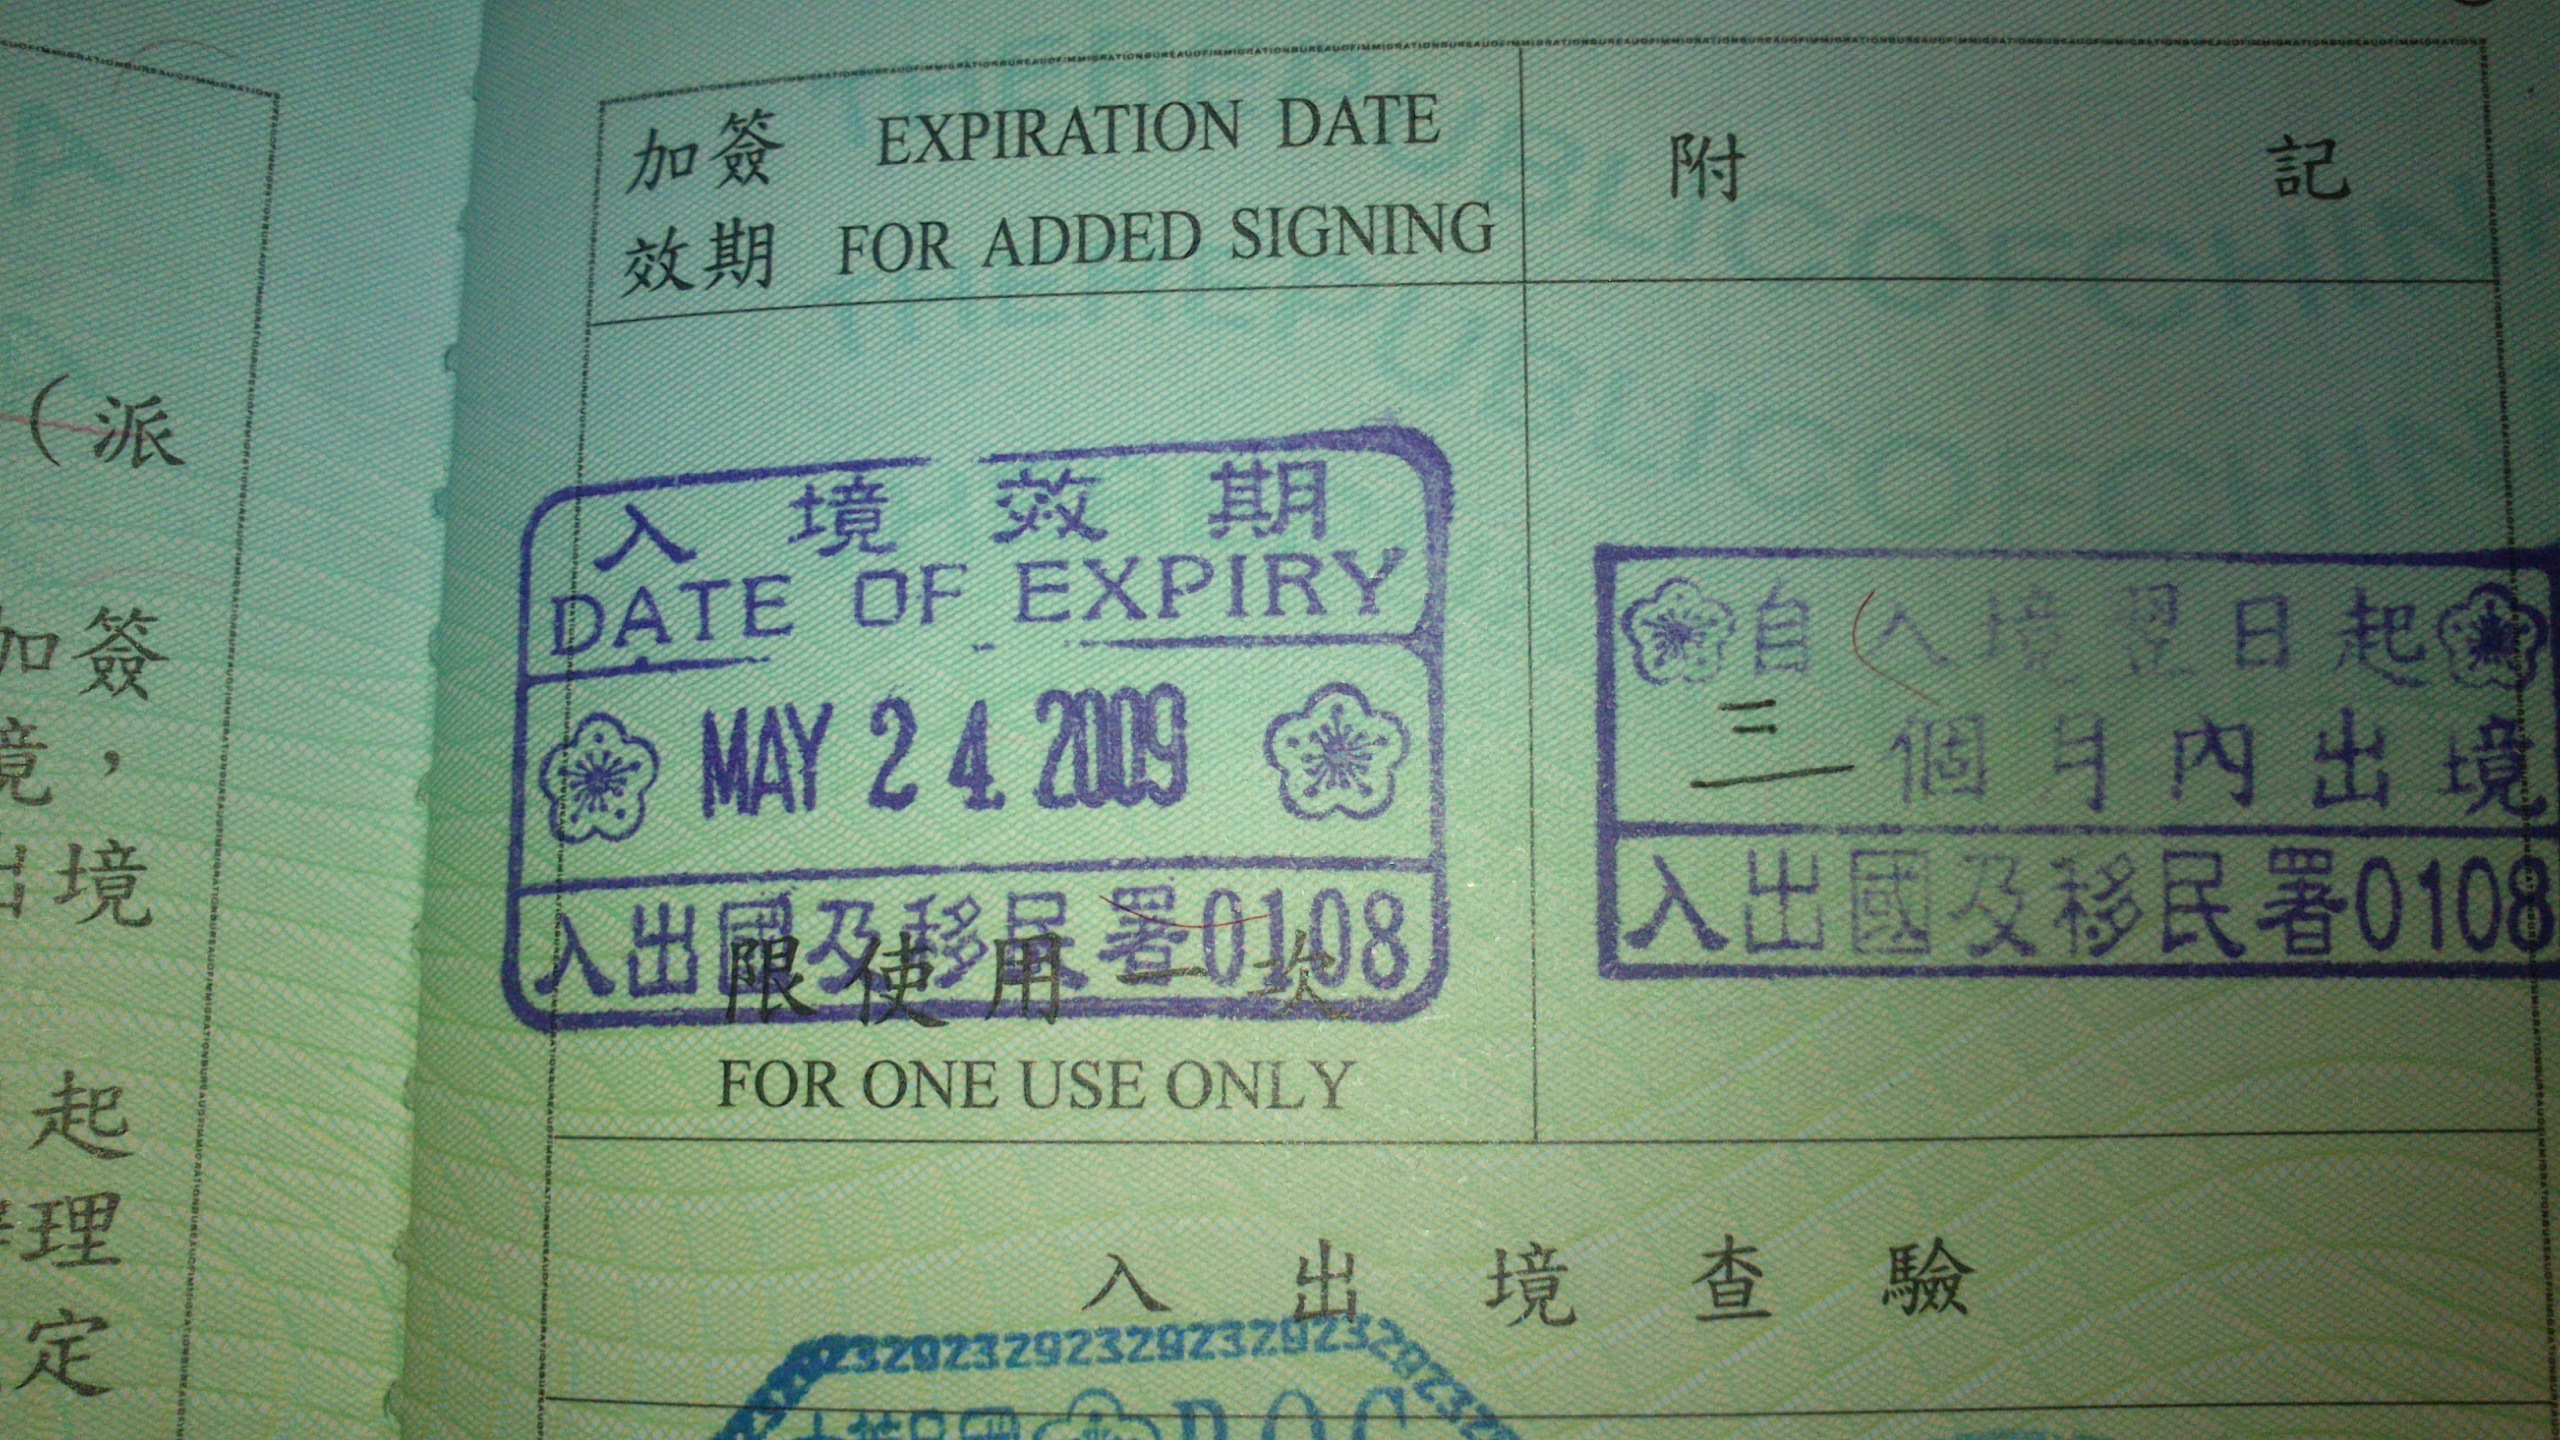 （派
加簽
境，
出境
起
理
定
加簽 EXPIRATION DATE
效期 FOR ADDED SIGNING
附 記
入境效期
DATE OF EXPIRY
MAY 24 2009
入出國及移民署0108
限使用一次
FOR ONE USE ONLY
自入境翌日起
三個月內出境
入出國及移民署0108
入出境查驗
R.O.C